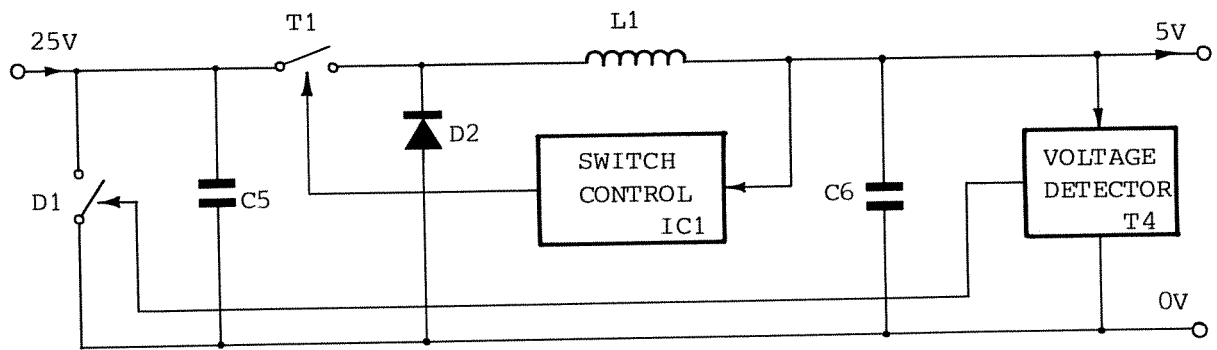 T1
L1
25V
5V
D2
SWITCH
CONTROL
IC1
VOLTAGE
DETECTOR
T4
D1
C5
C6
0V